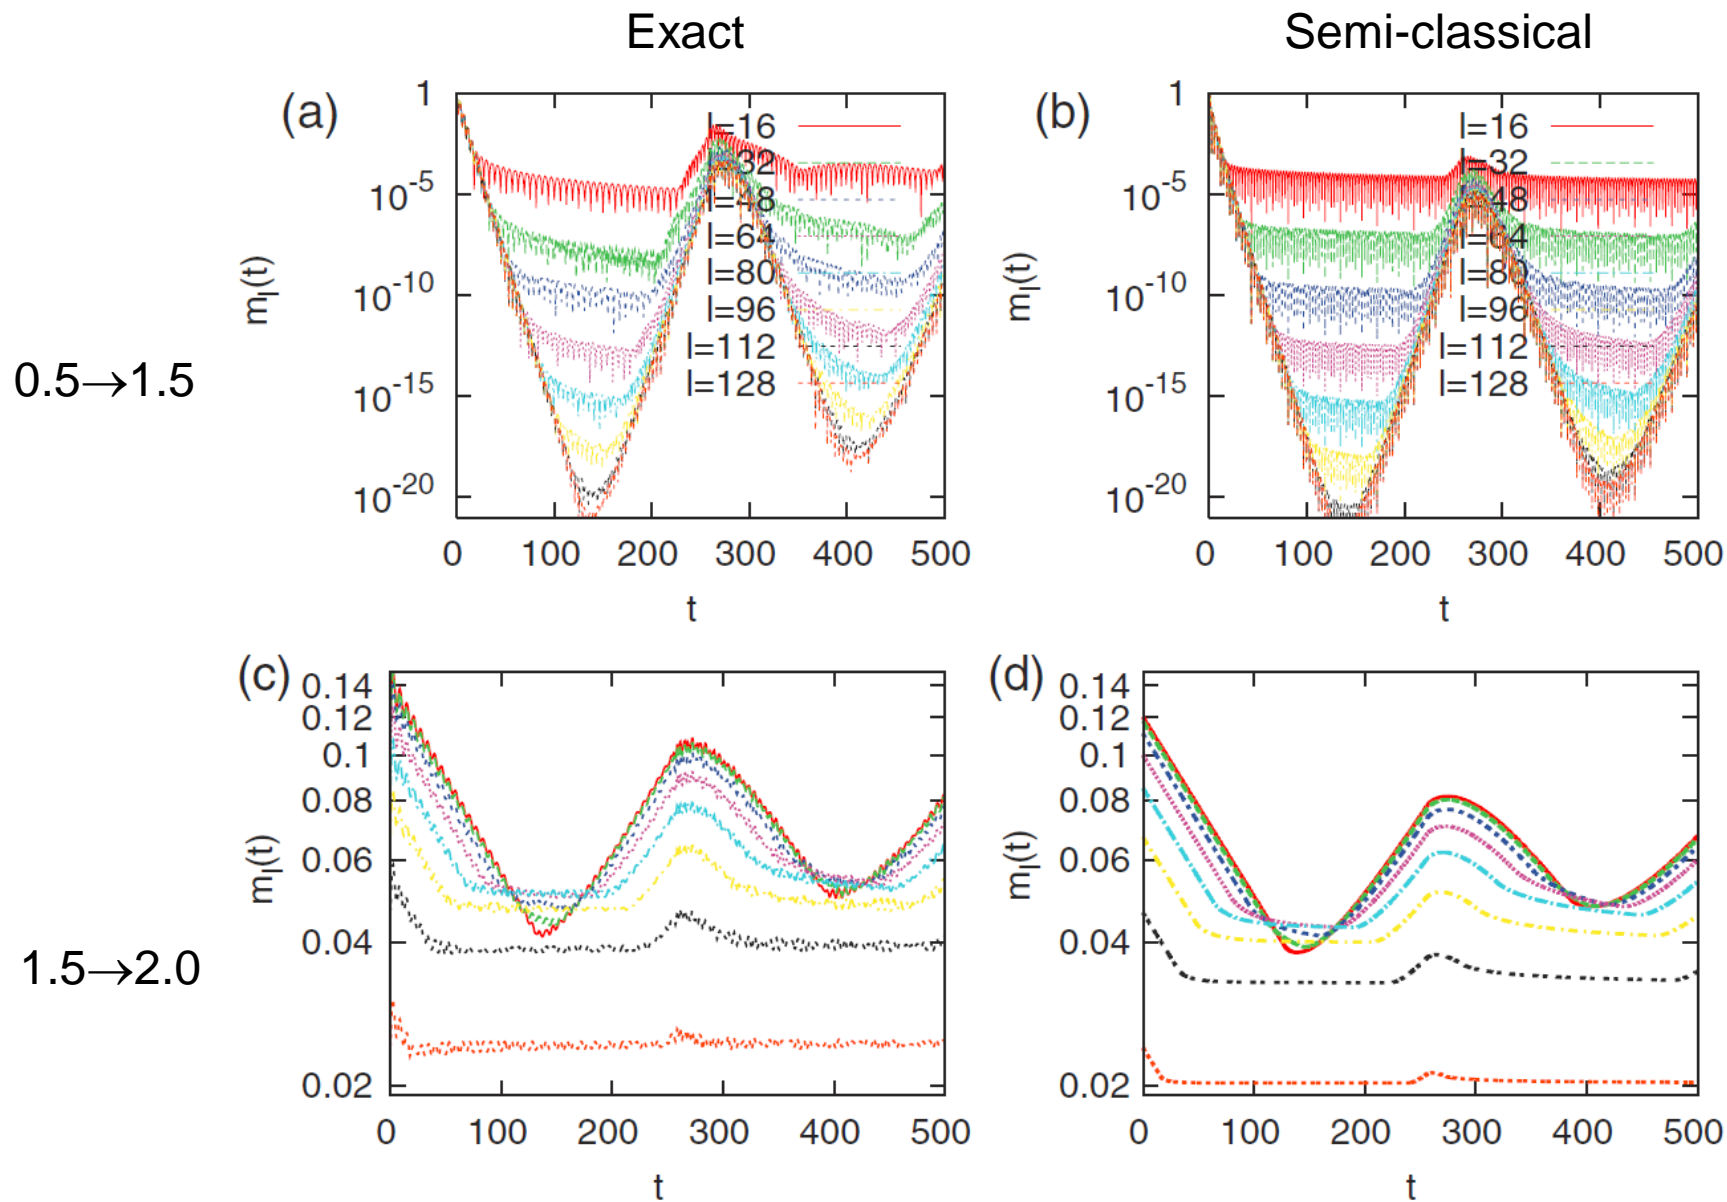 Exact
Semi-classical
(a)
1
10^-5
10^-10
10^-15
10^-20
m_l(t)
l=16
l=32
l=48
l=64
l=80
l=96
l=112
l=128
0 100 200 300 400 500
t
(b)
1
10^-5
10^-10
10^-15
10^-20
m_l(t)
l=16
l=32
l=48
l=64
l=80
l=96
l=112
l=128
0 100 200 300 400 500
t
0.5→1.5
(c)
0.14
0.12
0.1
0.08
0.06
0.04
0.02
m_l(t)
0 100 200 300 400 500
t
(d)
0.14
0.12
0.1
0.08
0.06
0.04
0.02
m_l(t)
0 100 200 300 400 500
t
1.5→2.0